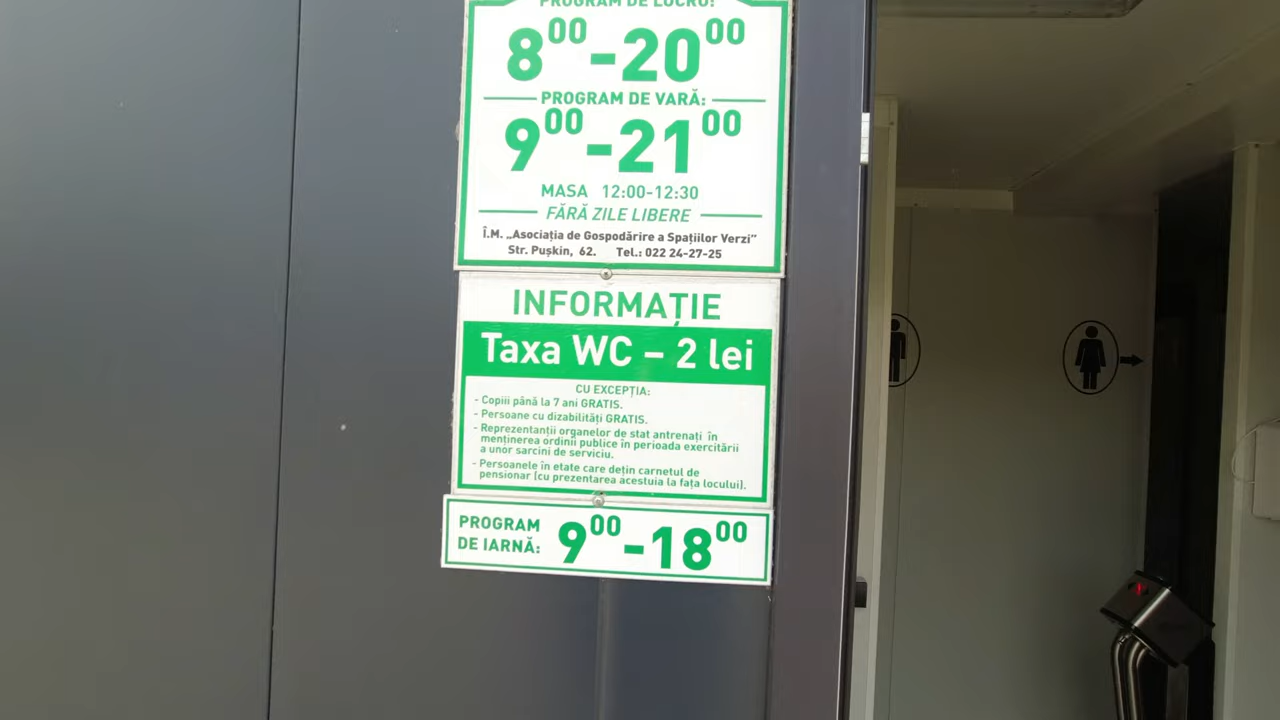 PROGRAM DE LUCRU:
8⁰⁰-20⁰⁰
PROGRAM DE VARĂ:
9⁰⁰-21⁰⁰
MASA 12:00-12:30
FĂRĂ ZILE LIBERE
Î.M. „Asociația de Gospodărire a Spațiilor Verzi”
Str. Pușkin, 62. Tel.: 022 24-27-25
INFORMAȚIE
Taxa WC – 2 lei
CU EXCEPȚIA:
- Copiii până la 7 ani GRATIS.
- Persoane cu dizabilități GRATIS.
- Reprezentanții organelor de stat antrenați în
menținerea ordinii publice în perioada exercitării
a unor sarcini de serviciu.
- Persoanele în etate care dețin carnetul de
pensionar (cu prezentarea acestuia la fața locului).
PROGRAM
DE IARNĂ:
9⁰⁰-18⁰⁰